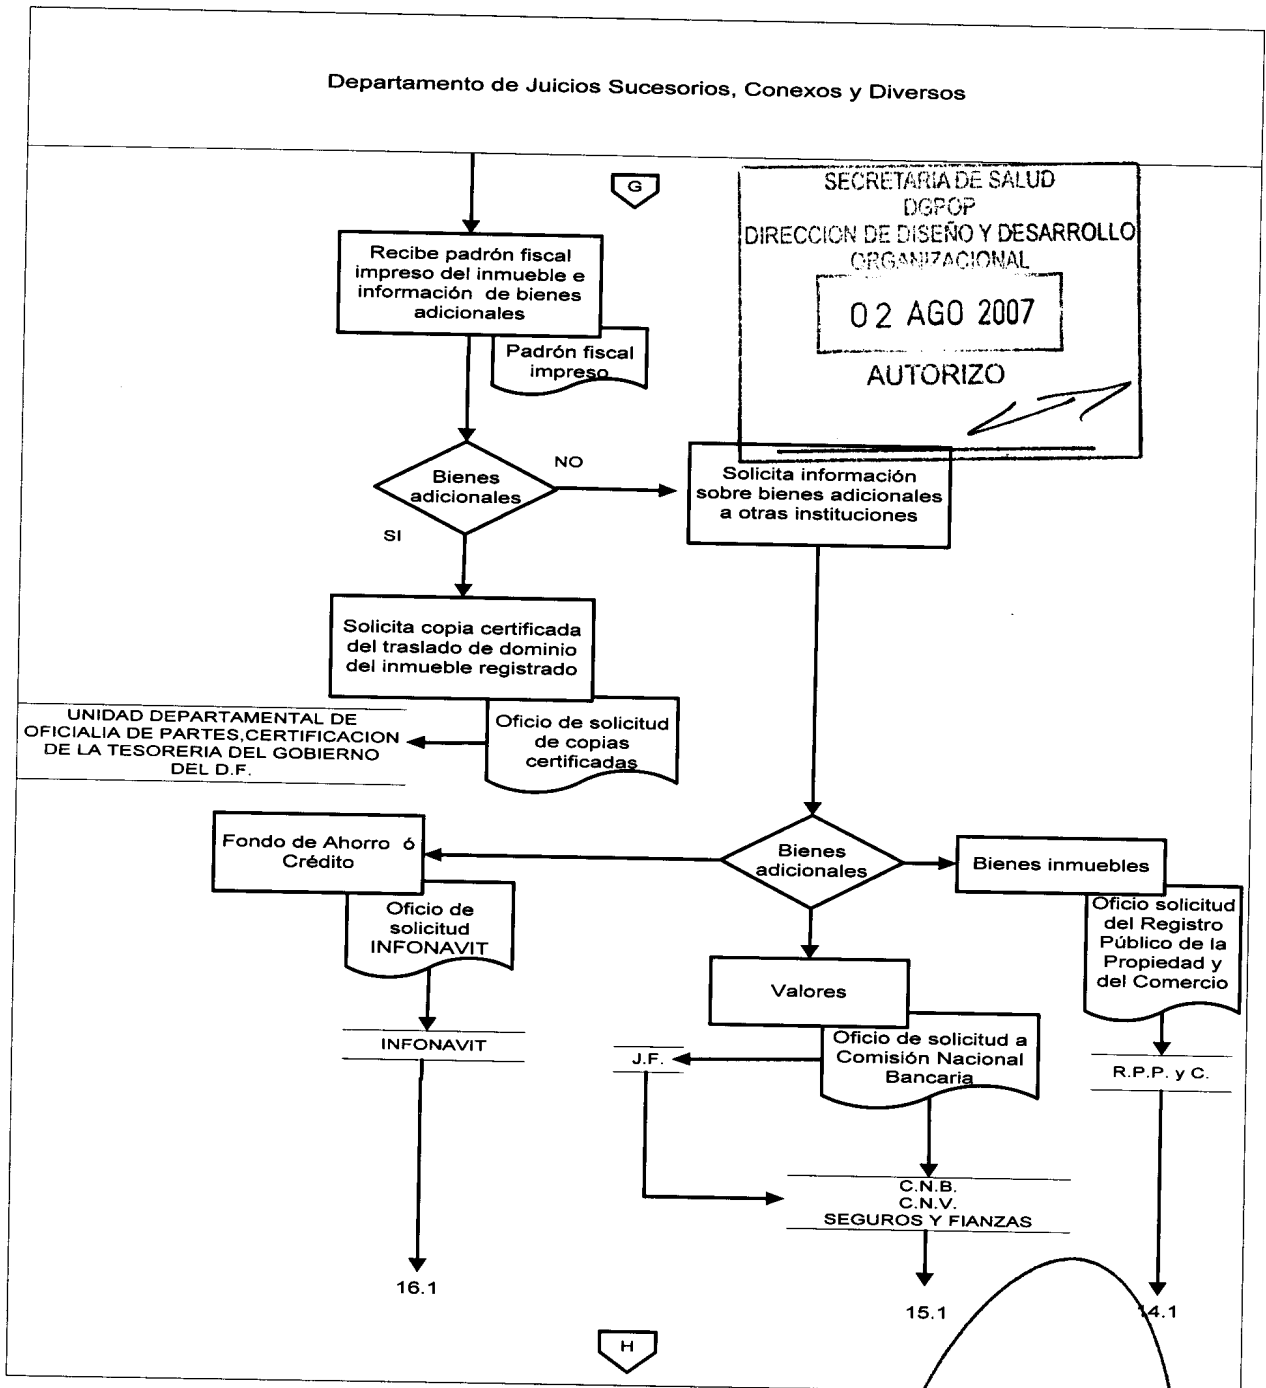 Departamento de Juicios Sucesorios, Conexos y Diversos
G
SECRETARIA DE SALUD
DGPOP
DIRECCION DE DISEÑO Y DESARROLLO
ORGANIZACIONAL
02 AGO 2007
AUTORIZO
Recibe padrón fiscal
impreso del inmueble e
información de bienes
adicionales
Padrón fiscal
impreso
Bienes
adicionales
NO
SI
Solicita información
sobre bienes adicionales
a otras instituciones
Solicita copia certificada
del traslado de dominio
del inmueble registrado
Oficio de solicitud
de copias
certificadas
UNIDAD DEPARTAMENTAL DE
OFICIALIA DE PARTES,CERTIFICACION
DE LA TESORERIA DEL GOBIERNO
DEL D.F.
Fondo de Ahorro ó
Crédito
Bienes
adicionales
Bienes inmuebles
Oficio de
solicitud
INFONAVIT
Oficio solicitud
del Registro
Público de la
Propiedad y
del Comercio
Valores
Oficio de solicitud a
Comisión Nacional
Bancaria
INFONAVIT
J.F.
R.P.P. y C.
C.N.B.
C.N.V.
SEGUROS Y FIANZAS
16.1
15.1
14.1
H